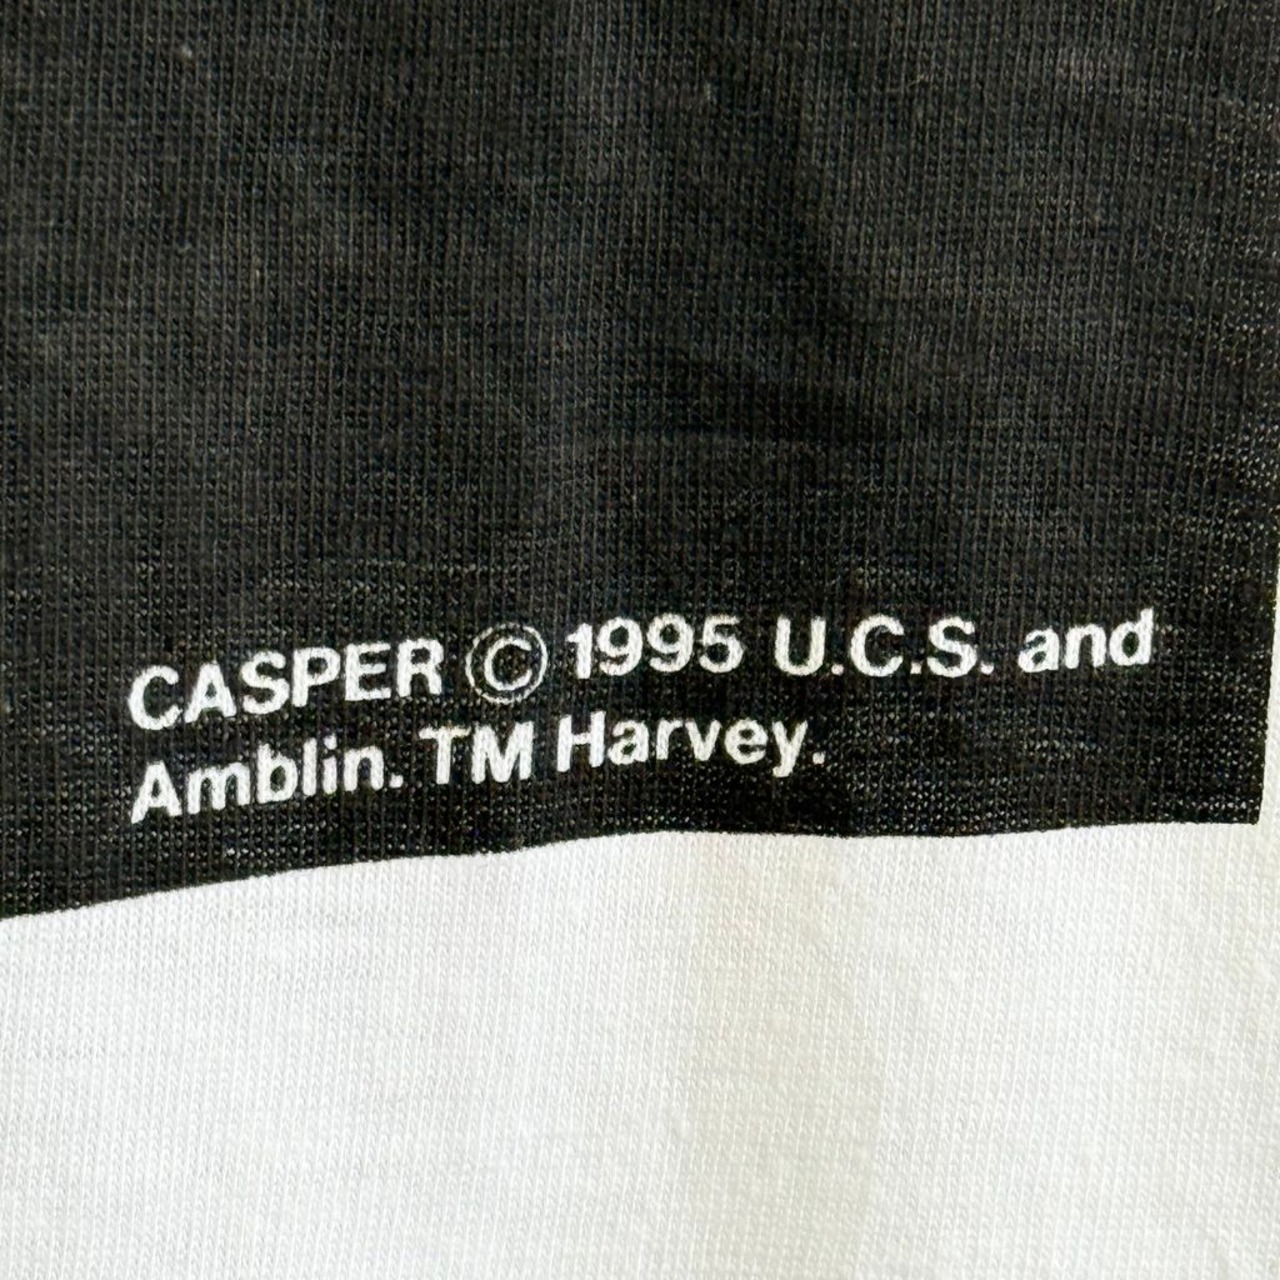 CASPER © 1995 U.C.S. and
Amblin. TM Harvey.